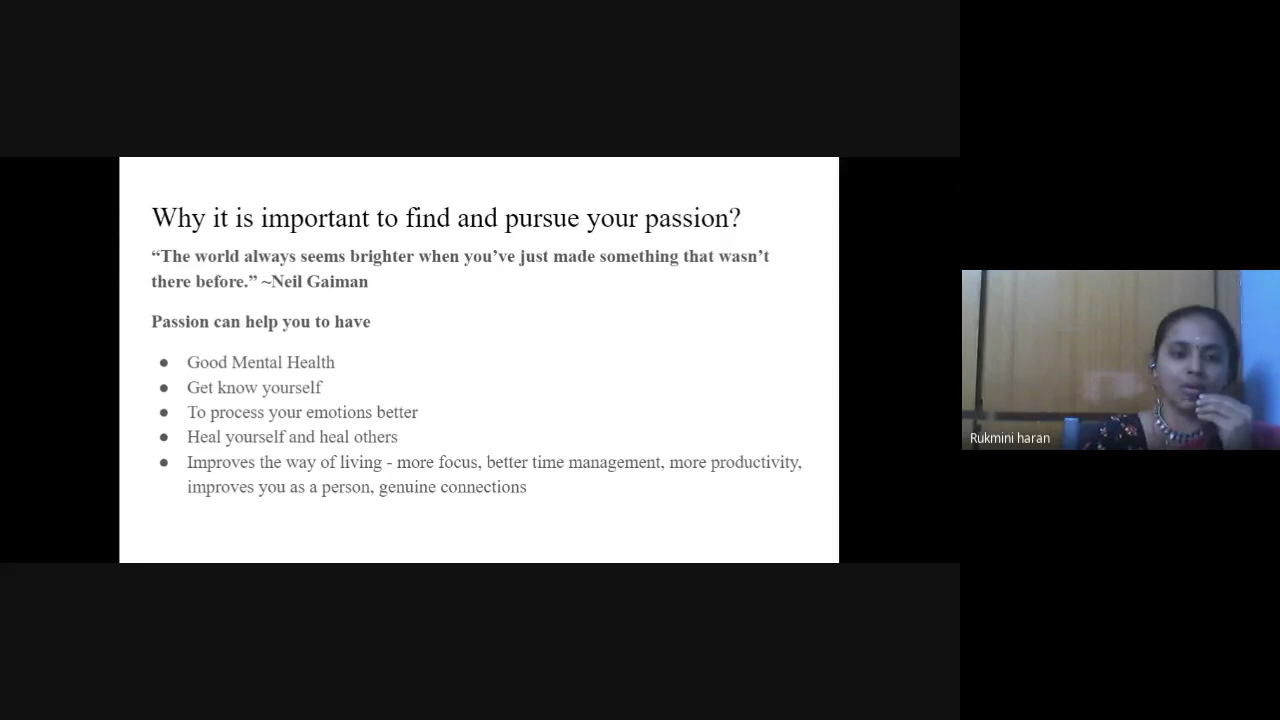 Why it is important to find and pursue your passion?
“The world always seems brighter when you’ve just made something that wasn’t
there before.” ~Neil Gaiman
Passion can help you to have
● Good Mental Health
● Get know yourself
● To process your emotions better
● Heal yourself and heal others
● Improves the way of living - more focus, better time management, more productivity,
improves you as a person, genuine connections
Rukmini haran